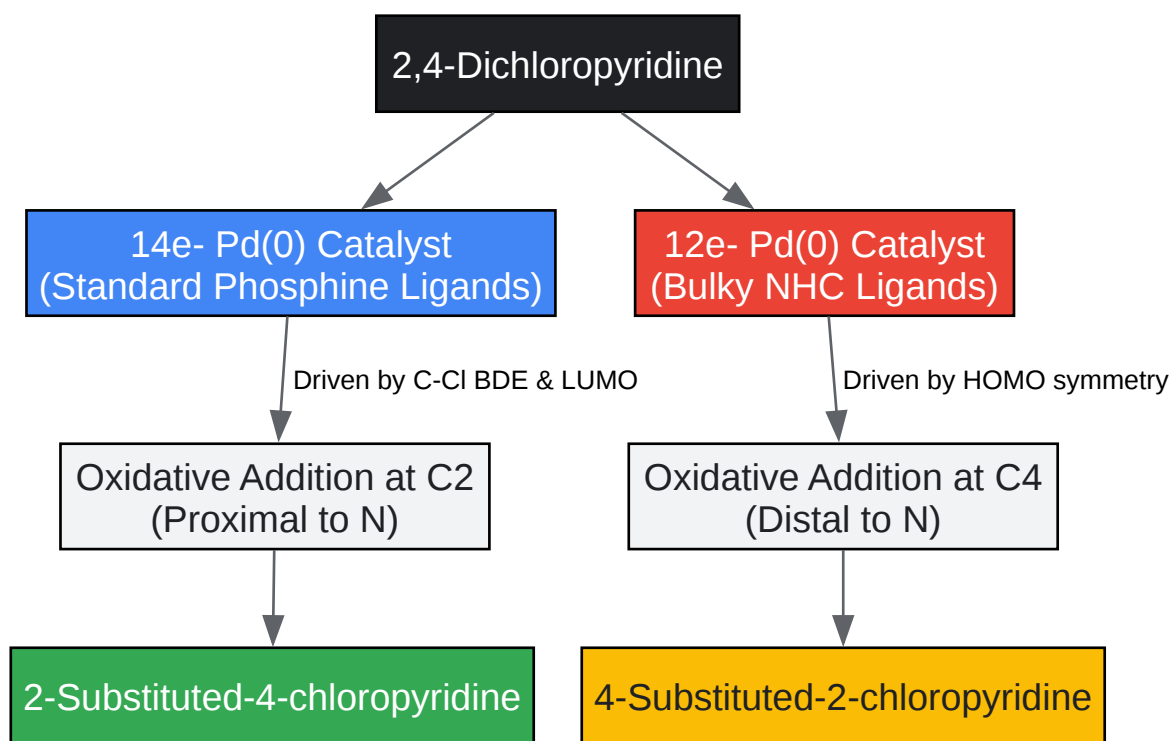 2,4-Dichloropyridine
14e- Pd(0) Catalyst
(Standard Phosphine Ligands)
12e- Pd(0) Catalyst
(Bulky NHC Ligands)
Driven by C-Cl BDE & LUMO
Driven by HOMO symmetry
Oxidative Addition at C2
(Proximal to N)
Oxidative Addition at C4
(Distal to N)
2-Substituted-4-chloropyridine
4-Substituted-2-chloropyridine